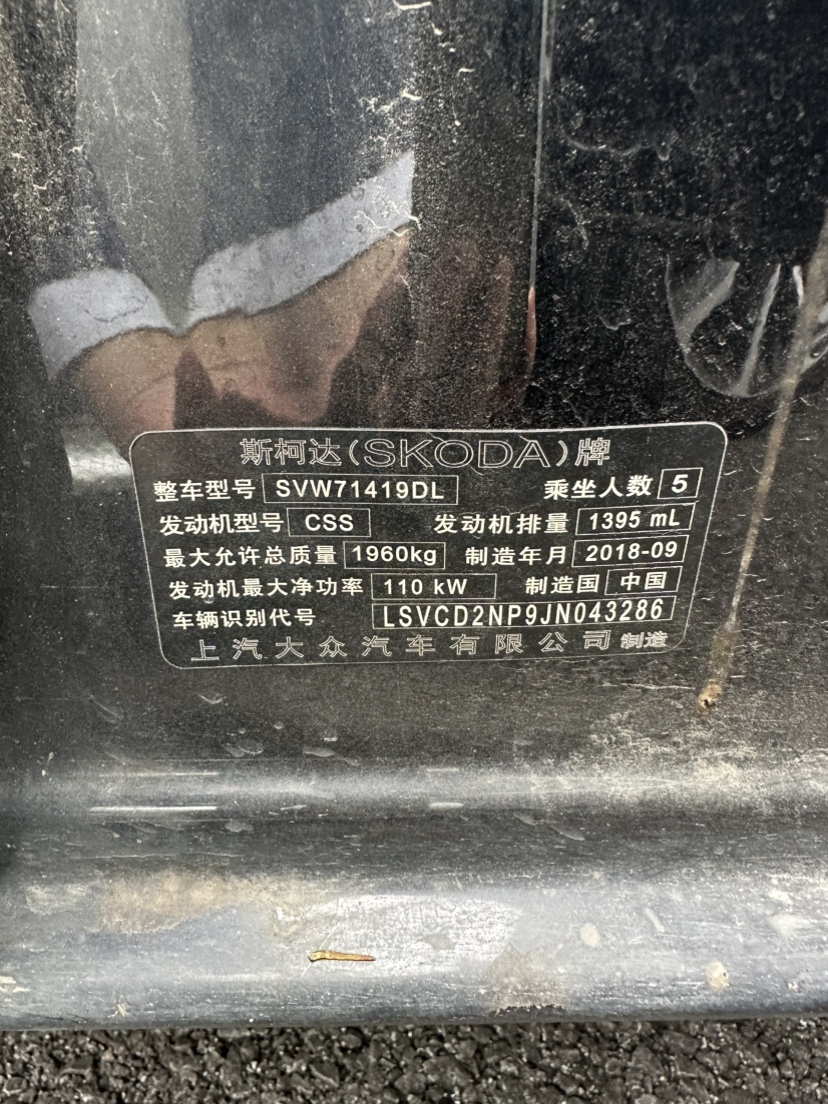 斯柯达(SKODA)牌
整车型号 SVW71419DL 乘坐人数 5
发动机型号 CSS 发动机排量 1395 mL
最大允许总质量 1960kg 制造年月 2018-09
发动机最大净功率 110 kW 制造国 中国
车辆识别代号 LSVCD2NP9JN043286
上汽大众汽车有限公司制造